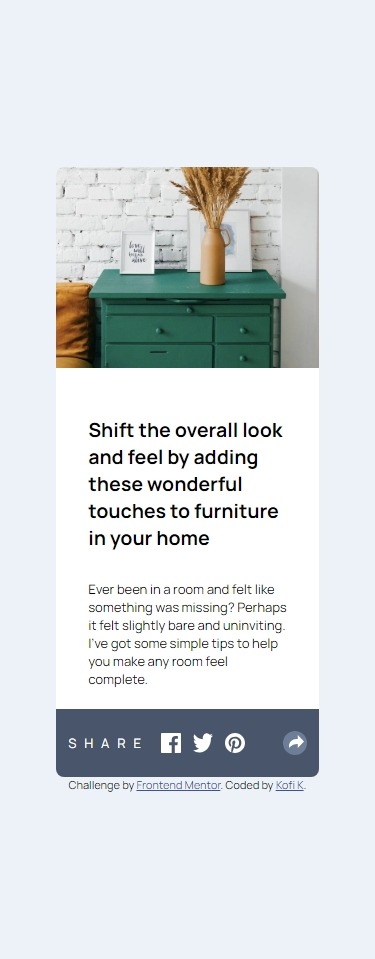 Shift the overall look
and feel by adding
these wonderful
touches to furniture
in your home
Ever been in a room and felt like
something was missing? Perhaps
it felt slightly bare and uninviting.
I've got some simple tips to help
you make any room feel
complete.
SHARE
Challenge by Frontend Mentor. Coded by Kofi K.